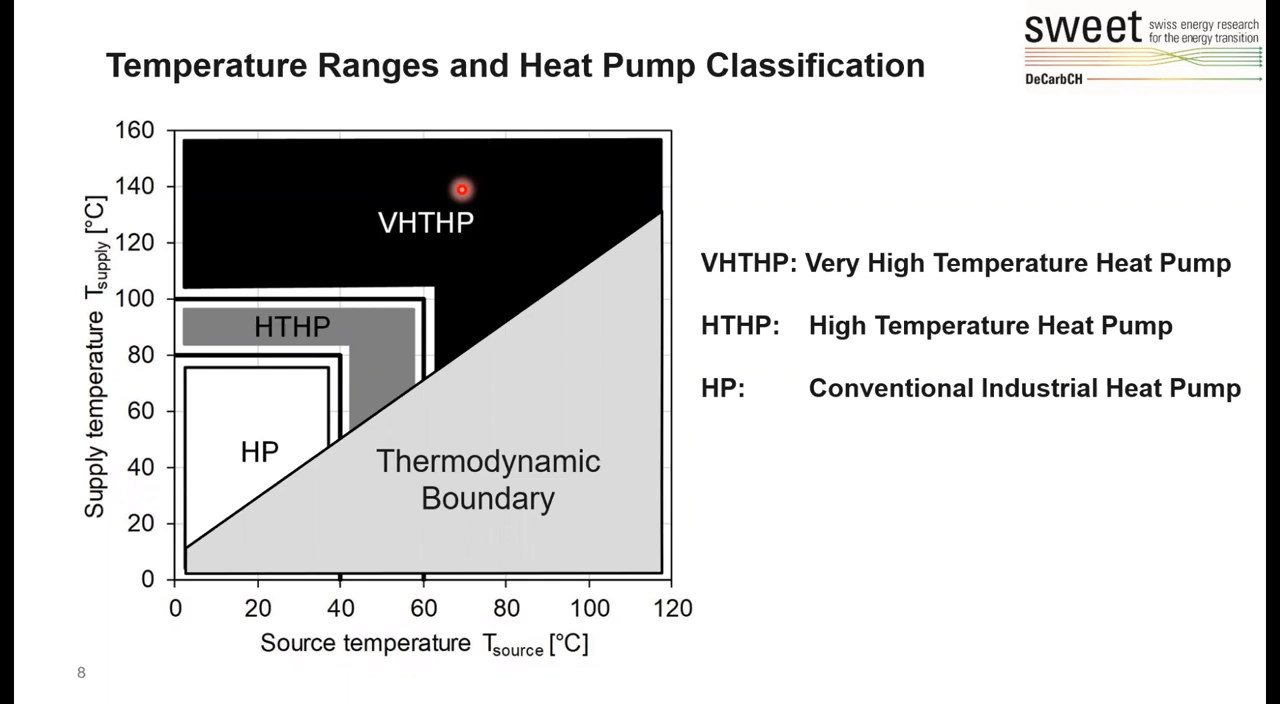 sweet swiss energy research
for the energy transition
DeCarbCH
Temperature Ranges and Heat Pump Classification
160
140
120
100
80
60
40
20
0
Supply temperature Tsupply [°C]
VHTHP
HTHP
HP
Thermodynamic
Boundary
0 20 40 60 80 100 120
Source temperature Tsource [°C]
VHTHP: Very High Temperature Heat Pump
HTHP: High Temperature Heat Pump
HP: Conventional Industrial Heat Pump
8